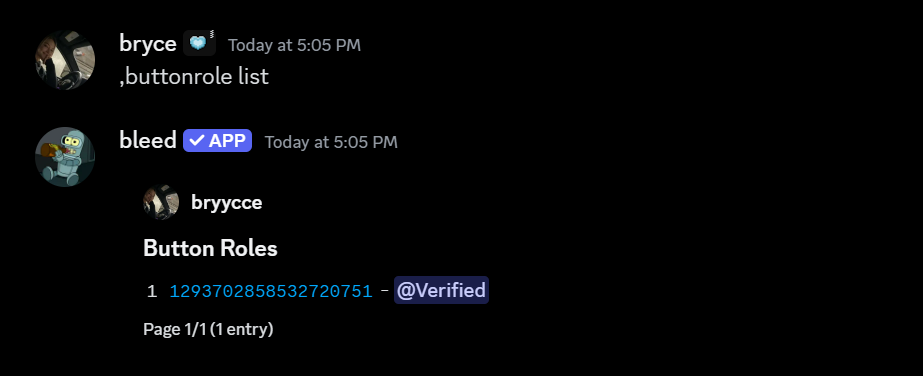 bryce Today at 5:05 PM
,buttonrole list
bleed APP Today at 5:05 PM
bryycce
Button Roles
1 1293702858532720751 – @Verified
Page 1/1 (1 entry)